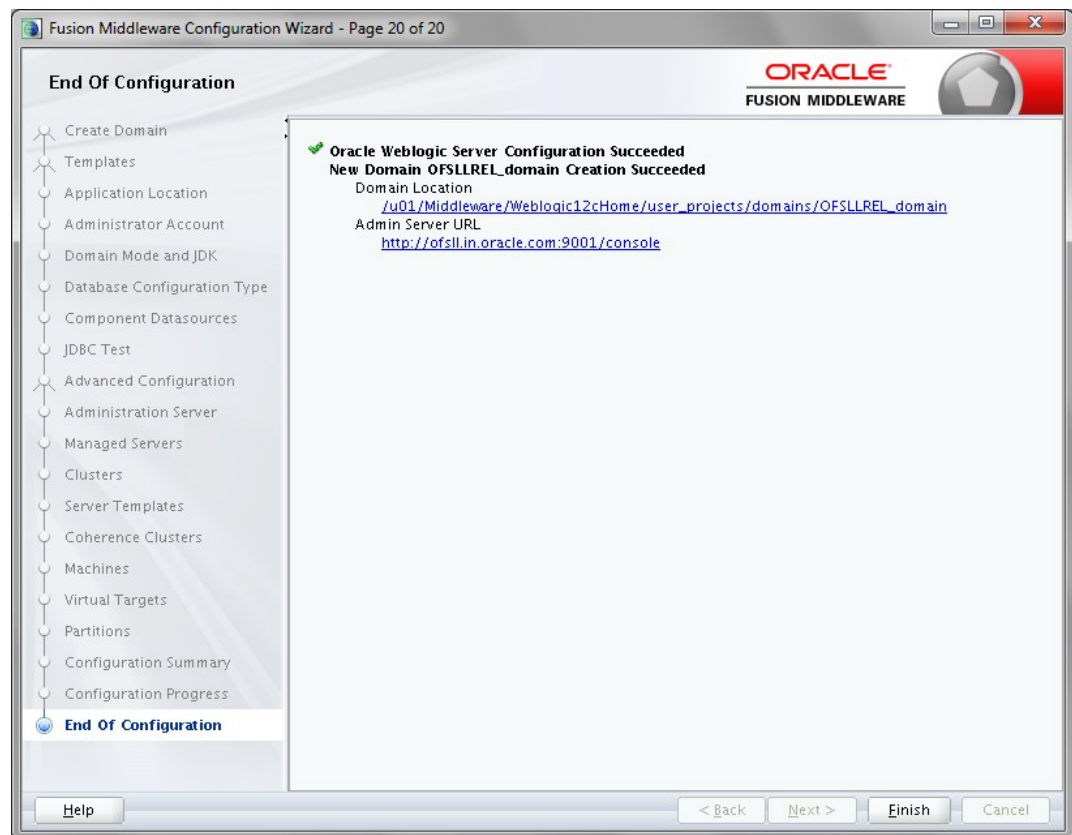 Fusion Middleware Configuration Wizard - Page 20 of 20
End Of Configuration
ORACLE
FUSION MIDDLEWARE
Create Domain
Templates
Application Location
Administrator Account
Domain Mode and JDK
Database Configuration Type
Component Datasources
JDBC Test
Advanced Configuration
Administration Server
Managed Servers
Clusters
Server Templates
Coherence Clusters
Machines
Virtual Targets
Partitions
Configuration Summary
Configuration Progress
End Of Configuration
Oracle Weblogic Server Configuration Succeeded
New Domain OFSLLREL_domain Creation Succeeded
Domain Location
/u01/Middleware/Weblogic12cHome/user_projects/domains/OFSLLREL_domain
Admin Server URL
http://ofsll.in.oracle.com:9001/console
Help
< Back
Next >
Finish
Cancel